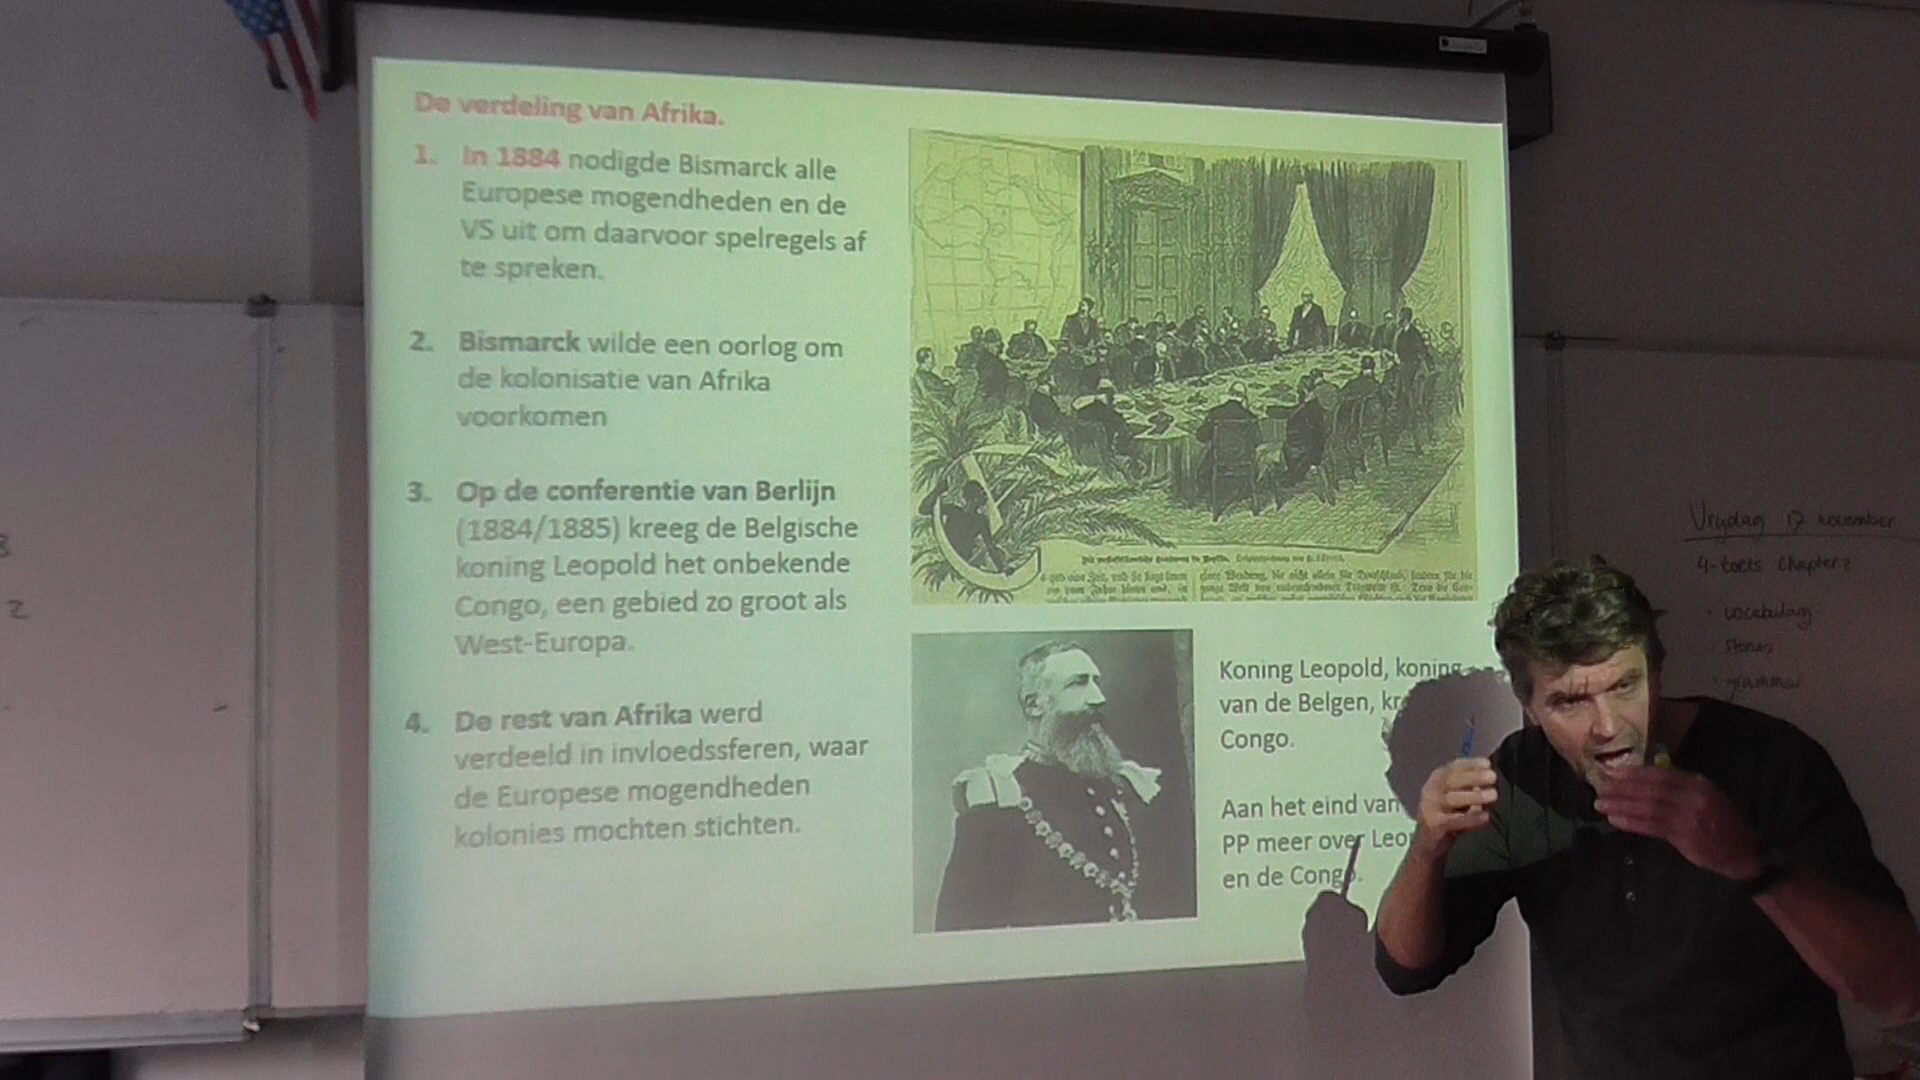 De verdeling van Afrika.
1. In 1884 nodigde Bismarck alle
Europese mogendheden en de
VS uit om daarvoor spelregels af
te spreken.
2. Bismarck wilde een oorlog om
de kolonisatie van Afrika
voorkomen
3. Op de conferentie van Berlijn
(1884/1885) kreeg de Belgische
koning Leopold het onbekende
Congo, een gebied zo groot als
West-Europa.
4. De rest van Afrika werd
verdeeld in invloedssferen, waar
de Europese mogendheden
kolonies mochten stichten.
Koning Leopold, koning
van de Belgen,
Congo.
Aan het eind van
PP meer over
en de Congo.
Vrijdag 17 november
4-toets Chapter 2
· vocabulary
· stones
· grammar
2